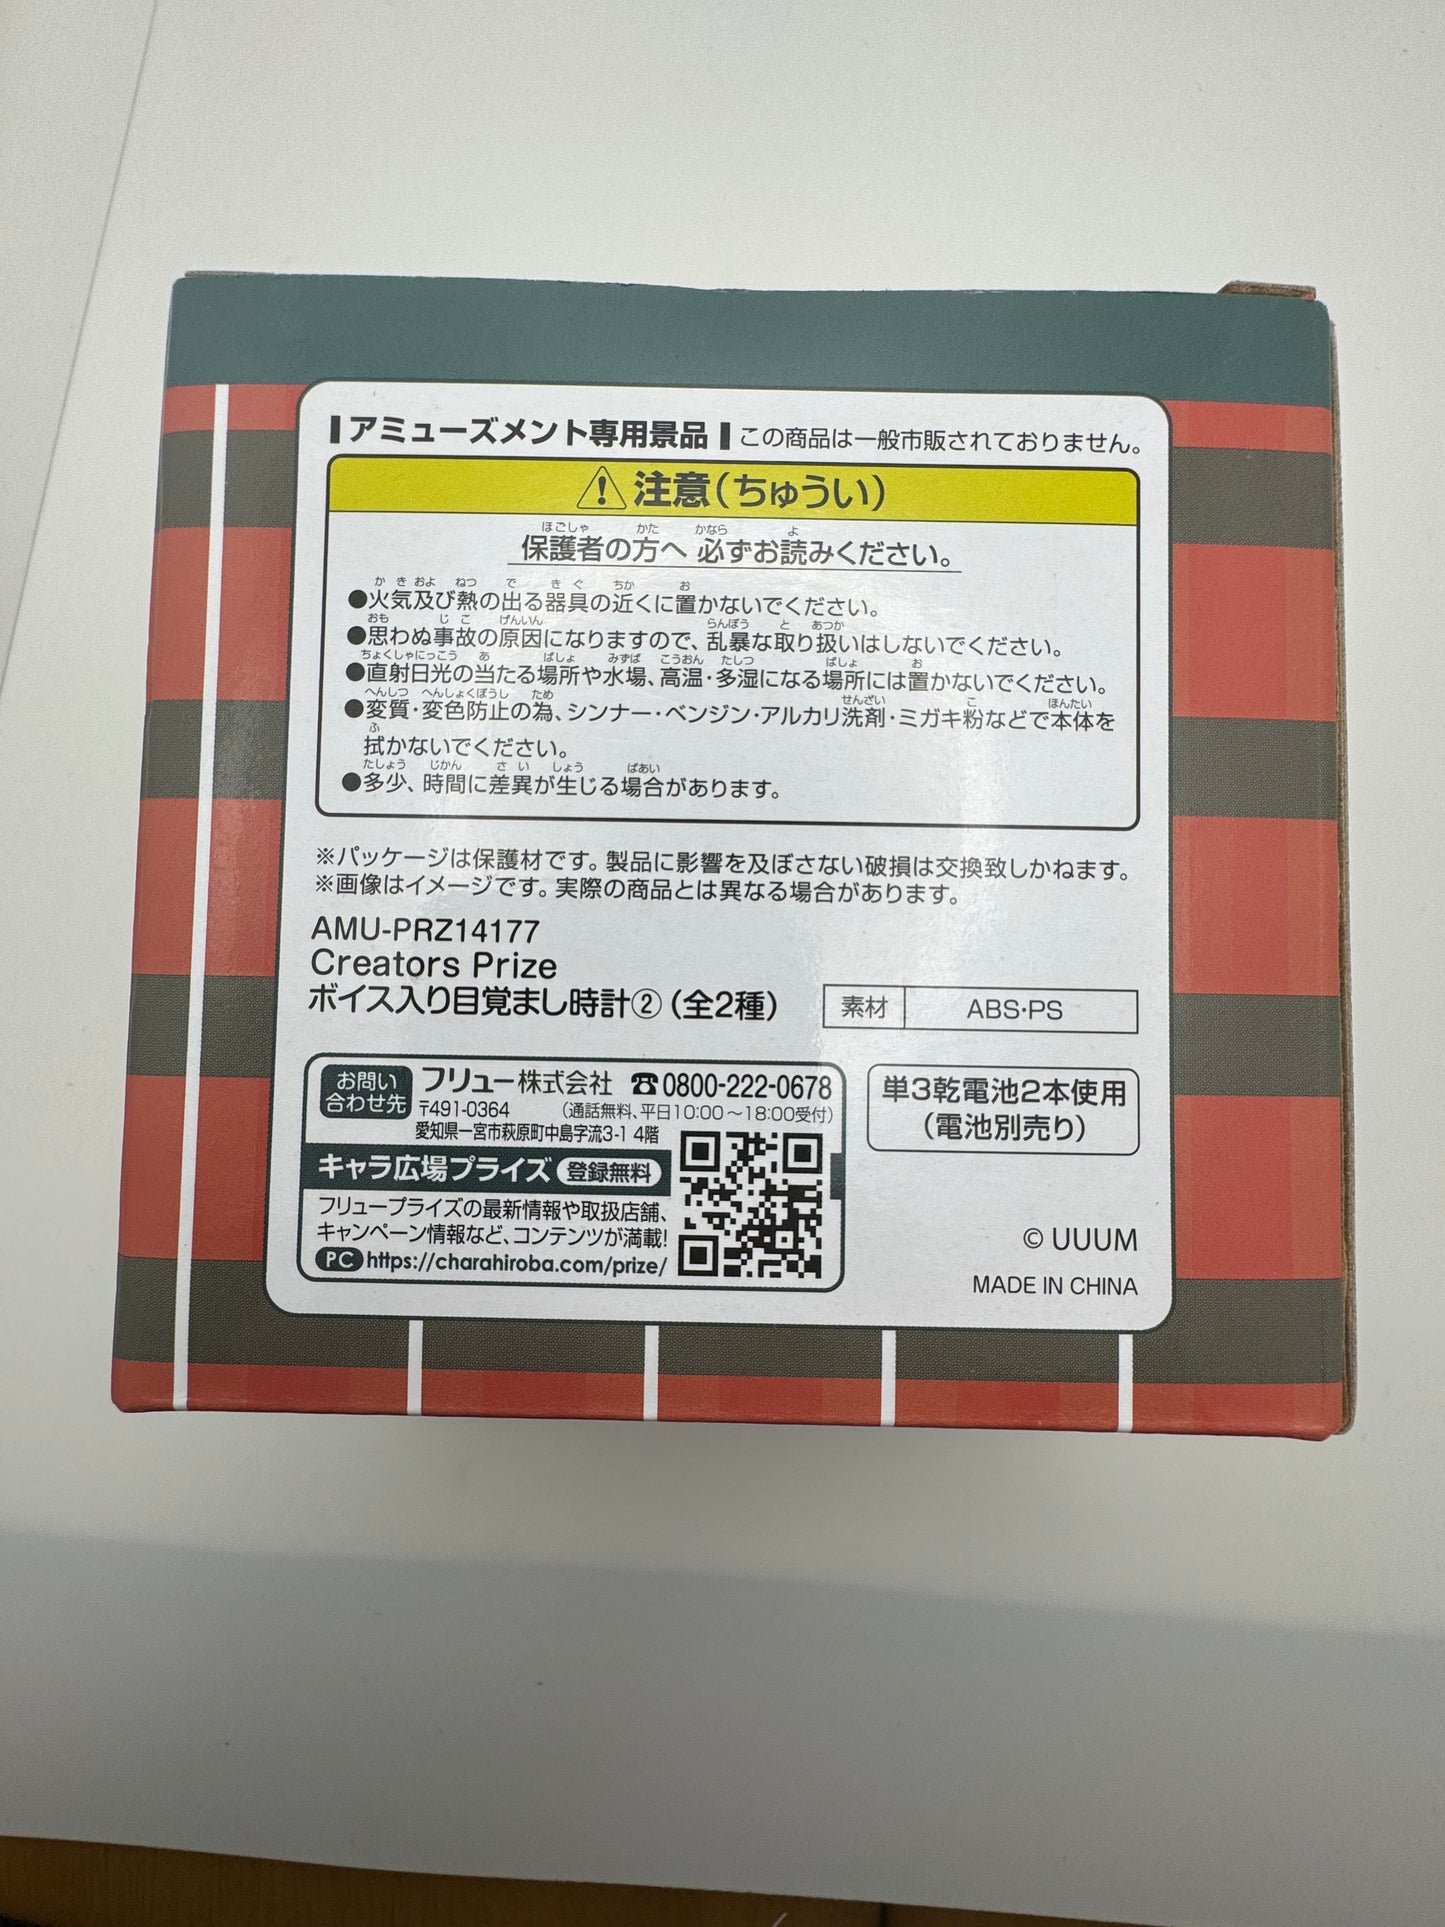 アミューズメント専用景品 この商品は一般市販されておりません。
注意(ちゅうい)
ほごしゃ かた かなら よ
保護者の方へ 必ずお読みください。
かき およ ねつ で きぐ ちか お
●火気及び熱の出る器具の近くに置かないでください。
おも じこ げんいん らんぼう と あつか
●思わぬ事故の原因になりますので、乱暴な取り扱いはしないでください。
ちょくしゃにっこう あ ばしょ みずば こうおん たしつ ばしょ お
●直射日光の当たる場所や水場、高温・多湿になる場所には置かないでください。
へんしつ へんしょくぼうし ため せんざい こ ほんたい
●変質・変色防止の為、シンナー・ベンジン・アルカリ洗剤・ミガキ粉などで本体を
ふ
拭かないでください。
たしょう じかん さい しょう ばあい
●多少、時間に差異が生じる場合があります。
※パッケージは保護材です。製品に影響を及ぼさない破損は交換致しかねます。
※画像はイメージです。実際の商品とは異なる場合があります。
AMU-PRZ14177
Creators Prize
ボイス入り目覚まし時計②(全2種)
素材 ABS・PS
お問い合わせ先 フリュー株式会社 ☎0800-222-0678
〒491-0364 (通話無料、平日10:00～18:00受付)
愛知県一宮市萩原町中島字流3-1 4階
キャラ広場プライズ 登録無料
フリュープライズの最新情報や取扱店舗、
キャンペーン情報など、コンテンツが満載!
PC https://charahiroba.com/prize/
単3乾電池2本使用
(電池別売り)
© UUUM
MADE IN CHINA